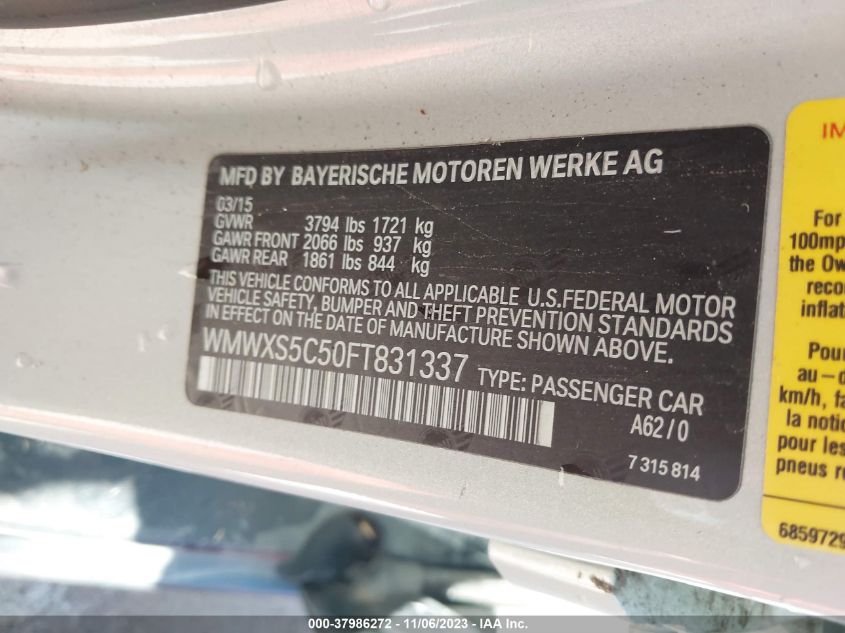 MFD BY BAYERISCHE MOTOREN WERKE AG
03/15
GVWR 3794 lbs 1721 kg
GAWR FRONT 2066 lbs 937 kg
GAWR REAR 1861 lbs 844 kg
THIS VEHICLE CONFORMS TO ALL APPLICABLE U.S.FEDERAL MOTOR
VEHICLE SAFETY, BUMPER AND THEFT PREVENTION STANDARDS
IN EFFECT ON THE DATE OF MANUFACTURE SHOWN ABOVE.
WMWXS5C50FT831337 TYPE: PASSENGER CAR
A62/0
7 315 814
IM
For
100mp
the Ow
reco
inflat
Pour
au-d
km/h, fa
la notic
pour les
pneus r
6859729
000-37986272 - 11/06/2023 - IAA Inc.